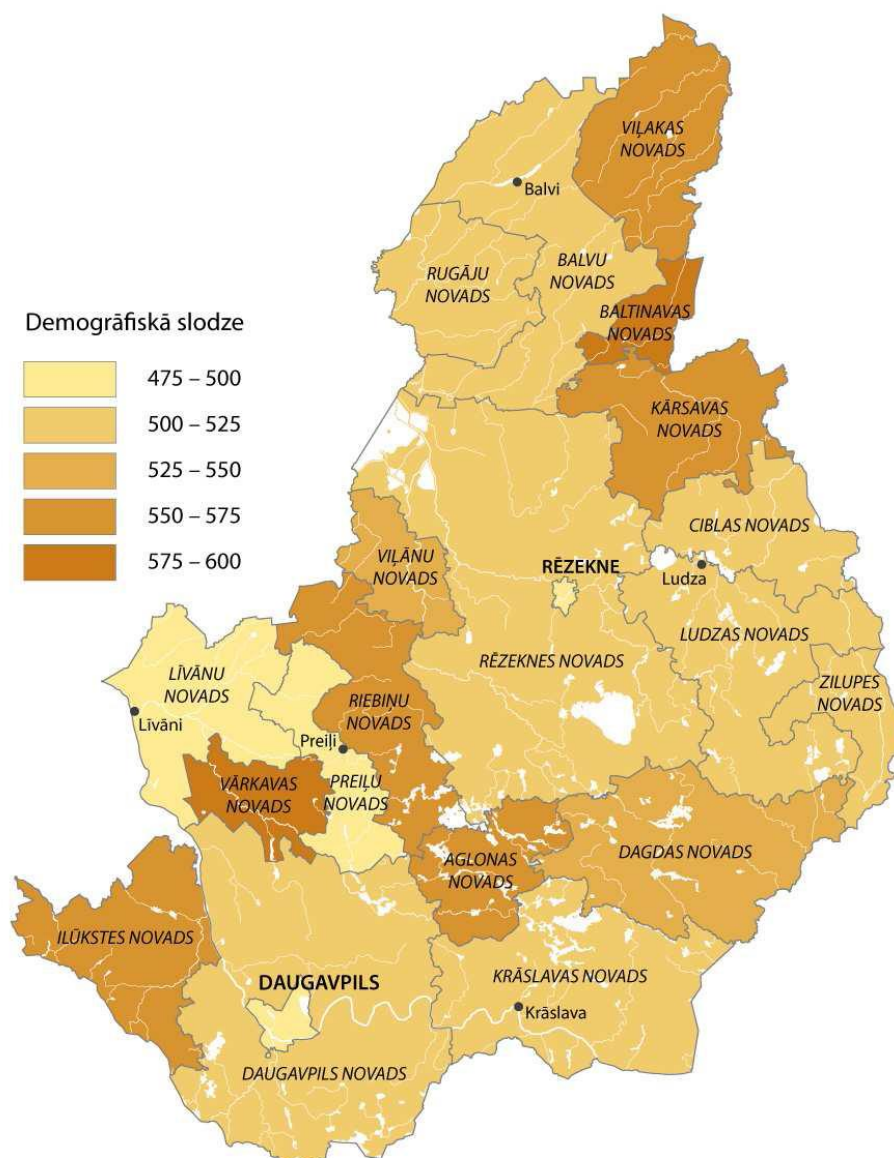 VIĻAKAS
NOVADS
Balvi
RUGĀJU
NOVADS
BALVU
NOVADS
BALTINAVAS
NOVADS
Demogrāfiskā slodze
475 – 500
500 – 525
525 – 550
550 – 575
575 – 600
KĀRSAVAS
NOVADS
CIBLAS NOVADS
VIĻĀNU
NOVADS
RĒZEKNE
Ludza
LUDZAS NOVADS
LĪVĀNU
NOVADS
RĒZEKNES NOVADS
ZILUPES
NOVADS
Līvāni
RIEBIŅU
NOVADS
Preiļi
VĀRKAVAS
NOVADS
PREIĻU
NOVADS
AGLONAS
NOVADS
DAGDAS NOVADS
ILŪKSTES NOVADS
DAUGAVPILS
KRĀSLAVAS NOVADS
Krāslava
DAUGAVPILS NOVADS